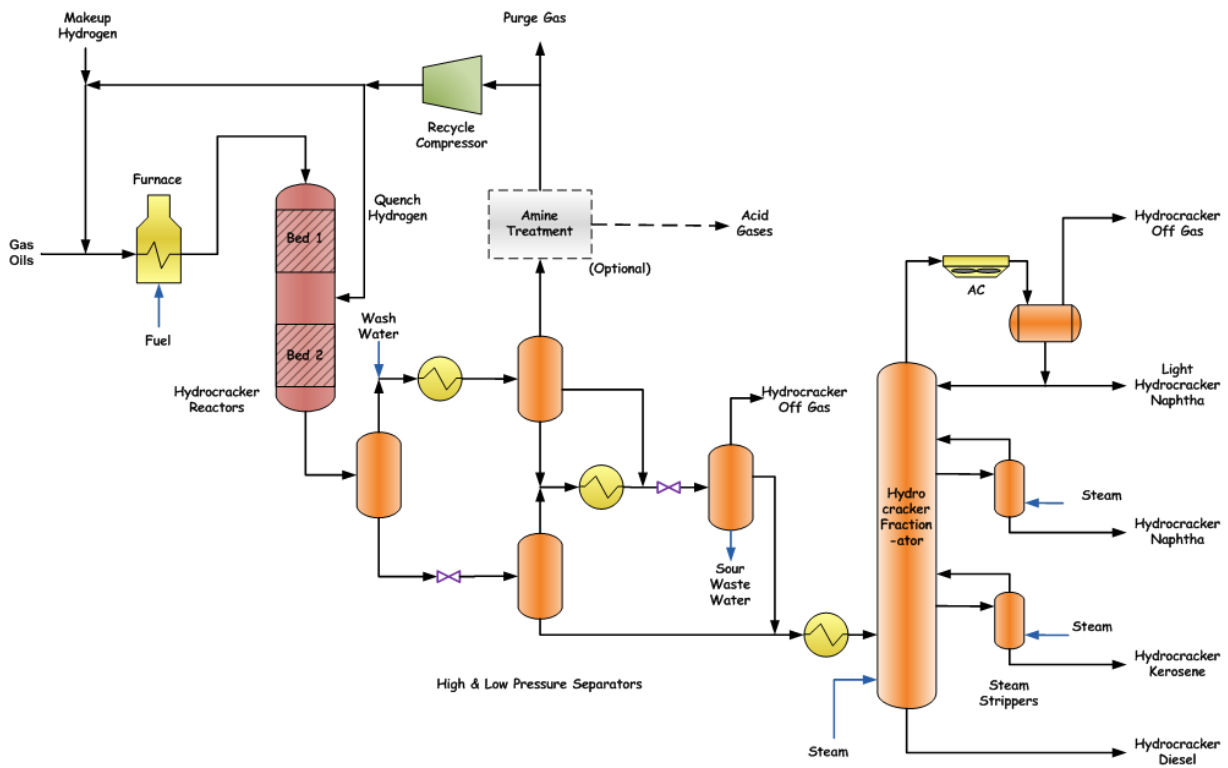 Makeup
Hydrogen
Purge Gas
Recycle
Compressor
Furnace
Quench
Hydrogen
Amine
Treatment
Acid
Gases
(Optional)
Hydrocracker
Off Gas
Gas
Oils
Bed 1
AC
Fuel
Wash
Water
Bed 2
Hydrocracker
Reactors
Hydrocracker
Off Gas
Light
Hydrocracker
Naphtha
Hydro
cracker
Fraction
-ator
Steam
Hydrocracker
Naphtha
Sour
Waste
Water
Steam
Hydrocracker
Kerosene
High & Low Pressure Separators
Steam
Strippers
Steam
Hydrocracker
Diesel